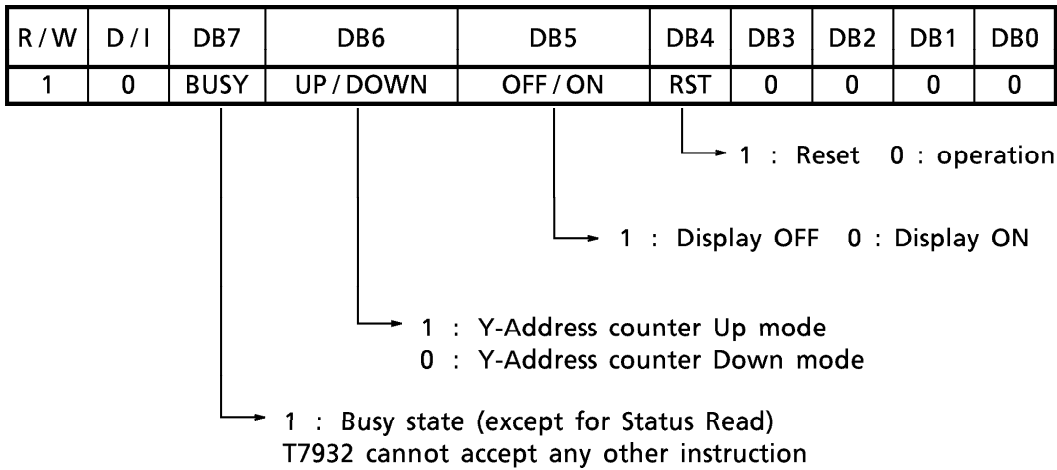 R/W D/I DB7 DB6 DB5 DB4 DB3 DB2 DB1 DB0
1 0 BUSY UP/DOWN OFF/ON RST 0 0 0 0
1 : Reset 0 : operation
1 : Display OFF 0 : Display ON
1 : Y-Address counter Up mode
0 : Y-Address counter Down mode
1 : Busy state (except for Status Read)
T7932 cannot accept any other instruction